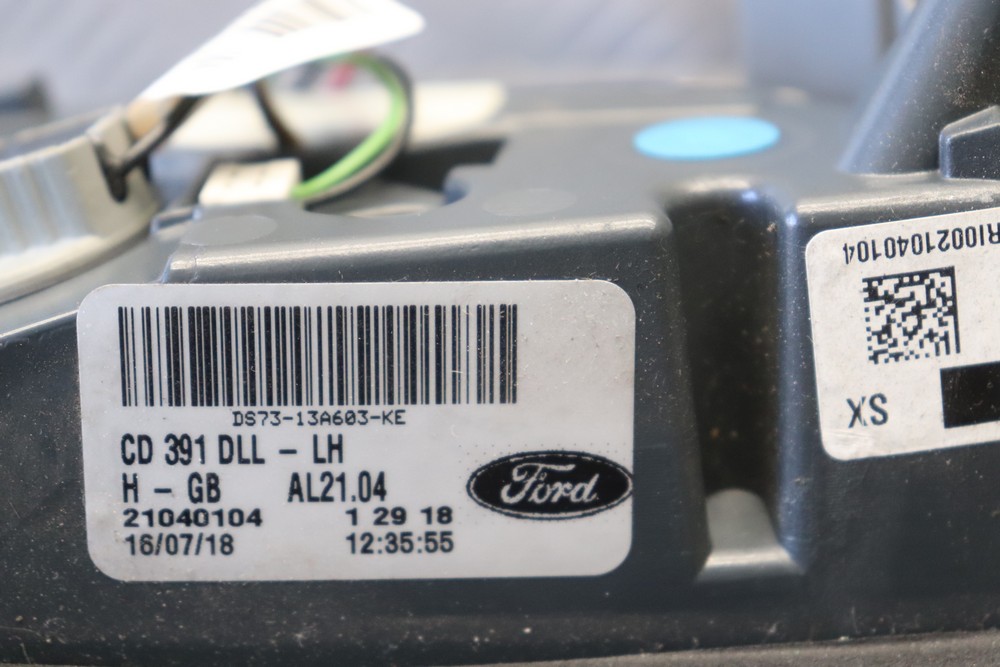 DS73-13A603-KE
CD 391 DLL - LH
H - GB AL21.04
21040104 1 29 18
16/07/18 12:35:55
Ford
RI0021040104
SX